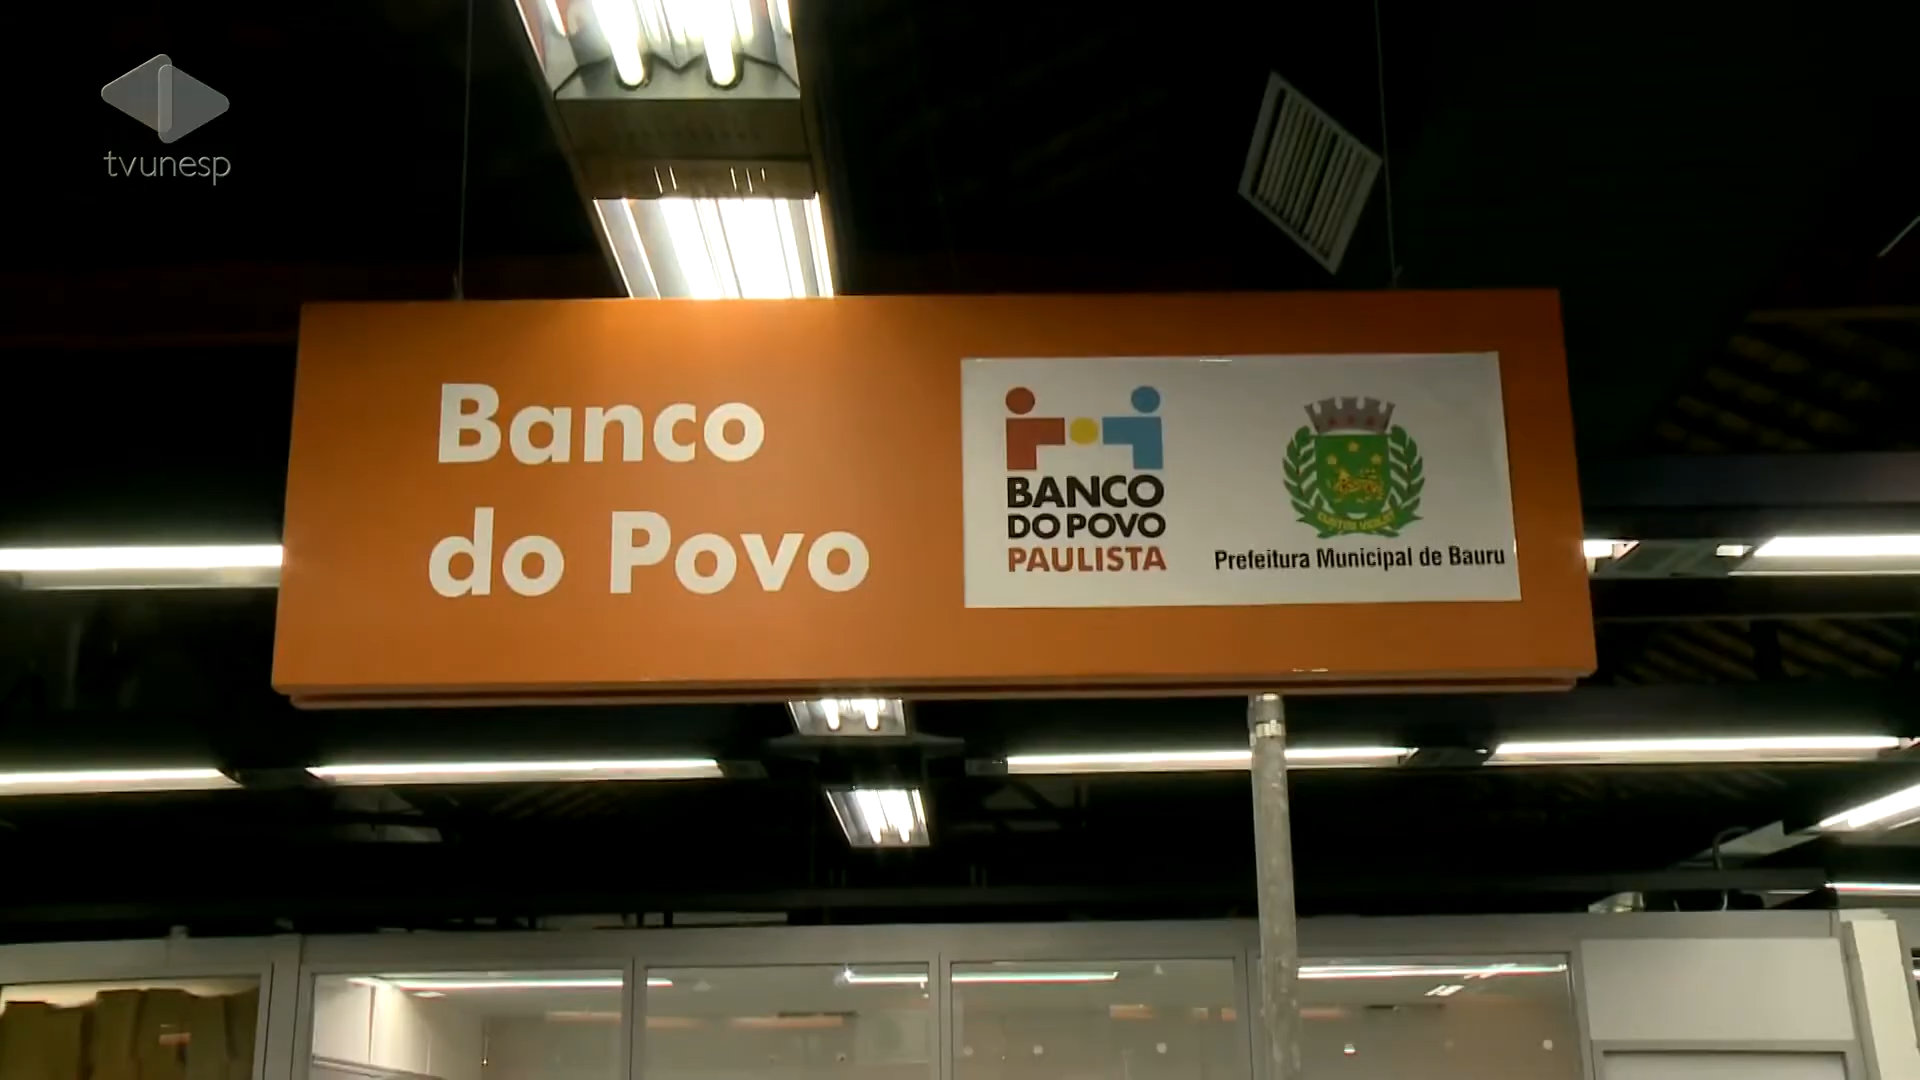 tvunesp
Banco
do Povo
BANCO
DO POVO
PAULISTA
Prefeitura Municipal de Bauru